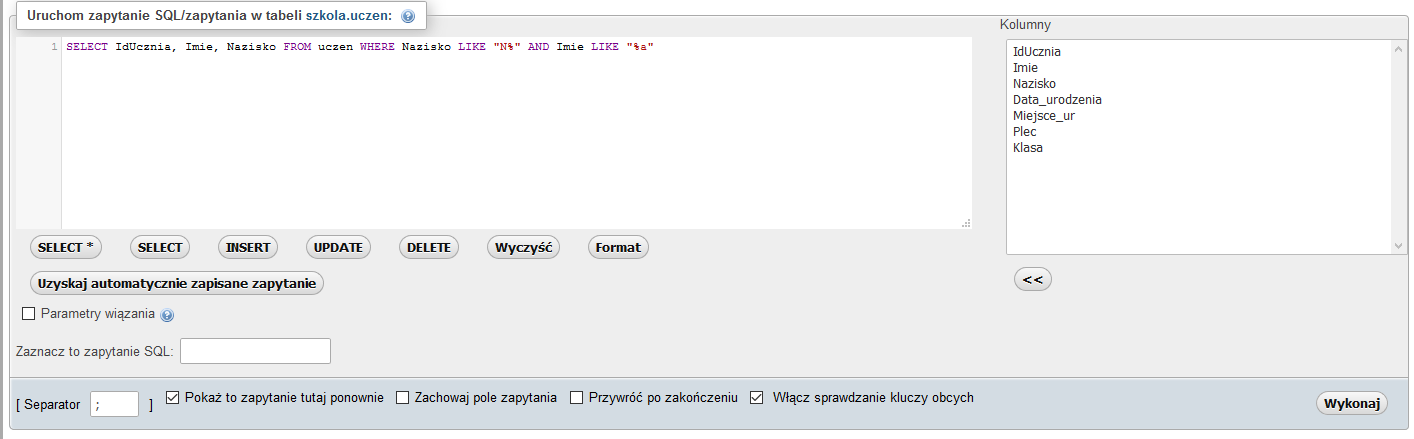 Uruchom zapytanie SQL/zapytania w tabeli szkola.uczen:
Kolumny
1 SELECT IdUcznia, Imie, Nazisko FROM uczen WHERE Nazisko LIKE "N%" AND Imie LIKE "%a"
IdUcznia
Imie
Nazisko
Data_urodzenia
Miejsce_ur
Plec
Klasa
SELECT * SELECT INSERT UPDATE DELETE Wyczyść Format
<<
Uzyskaj automatycznie zapisane zapytanie
Parametry wiązania
Zaznacz to zapytanie SQL:
[ Separator ; ] Pokaż to zapytanie tutaj ponownie Zachowaj pole zapytania Przywróć po zakończeniu Włącz sprawdzanie kluczy obcych Wykonaj